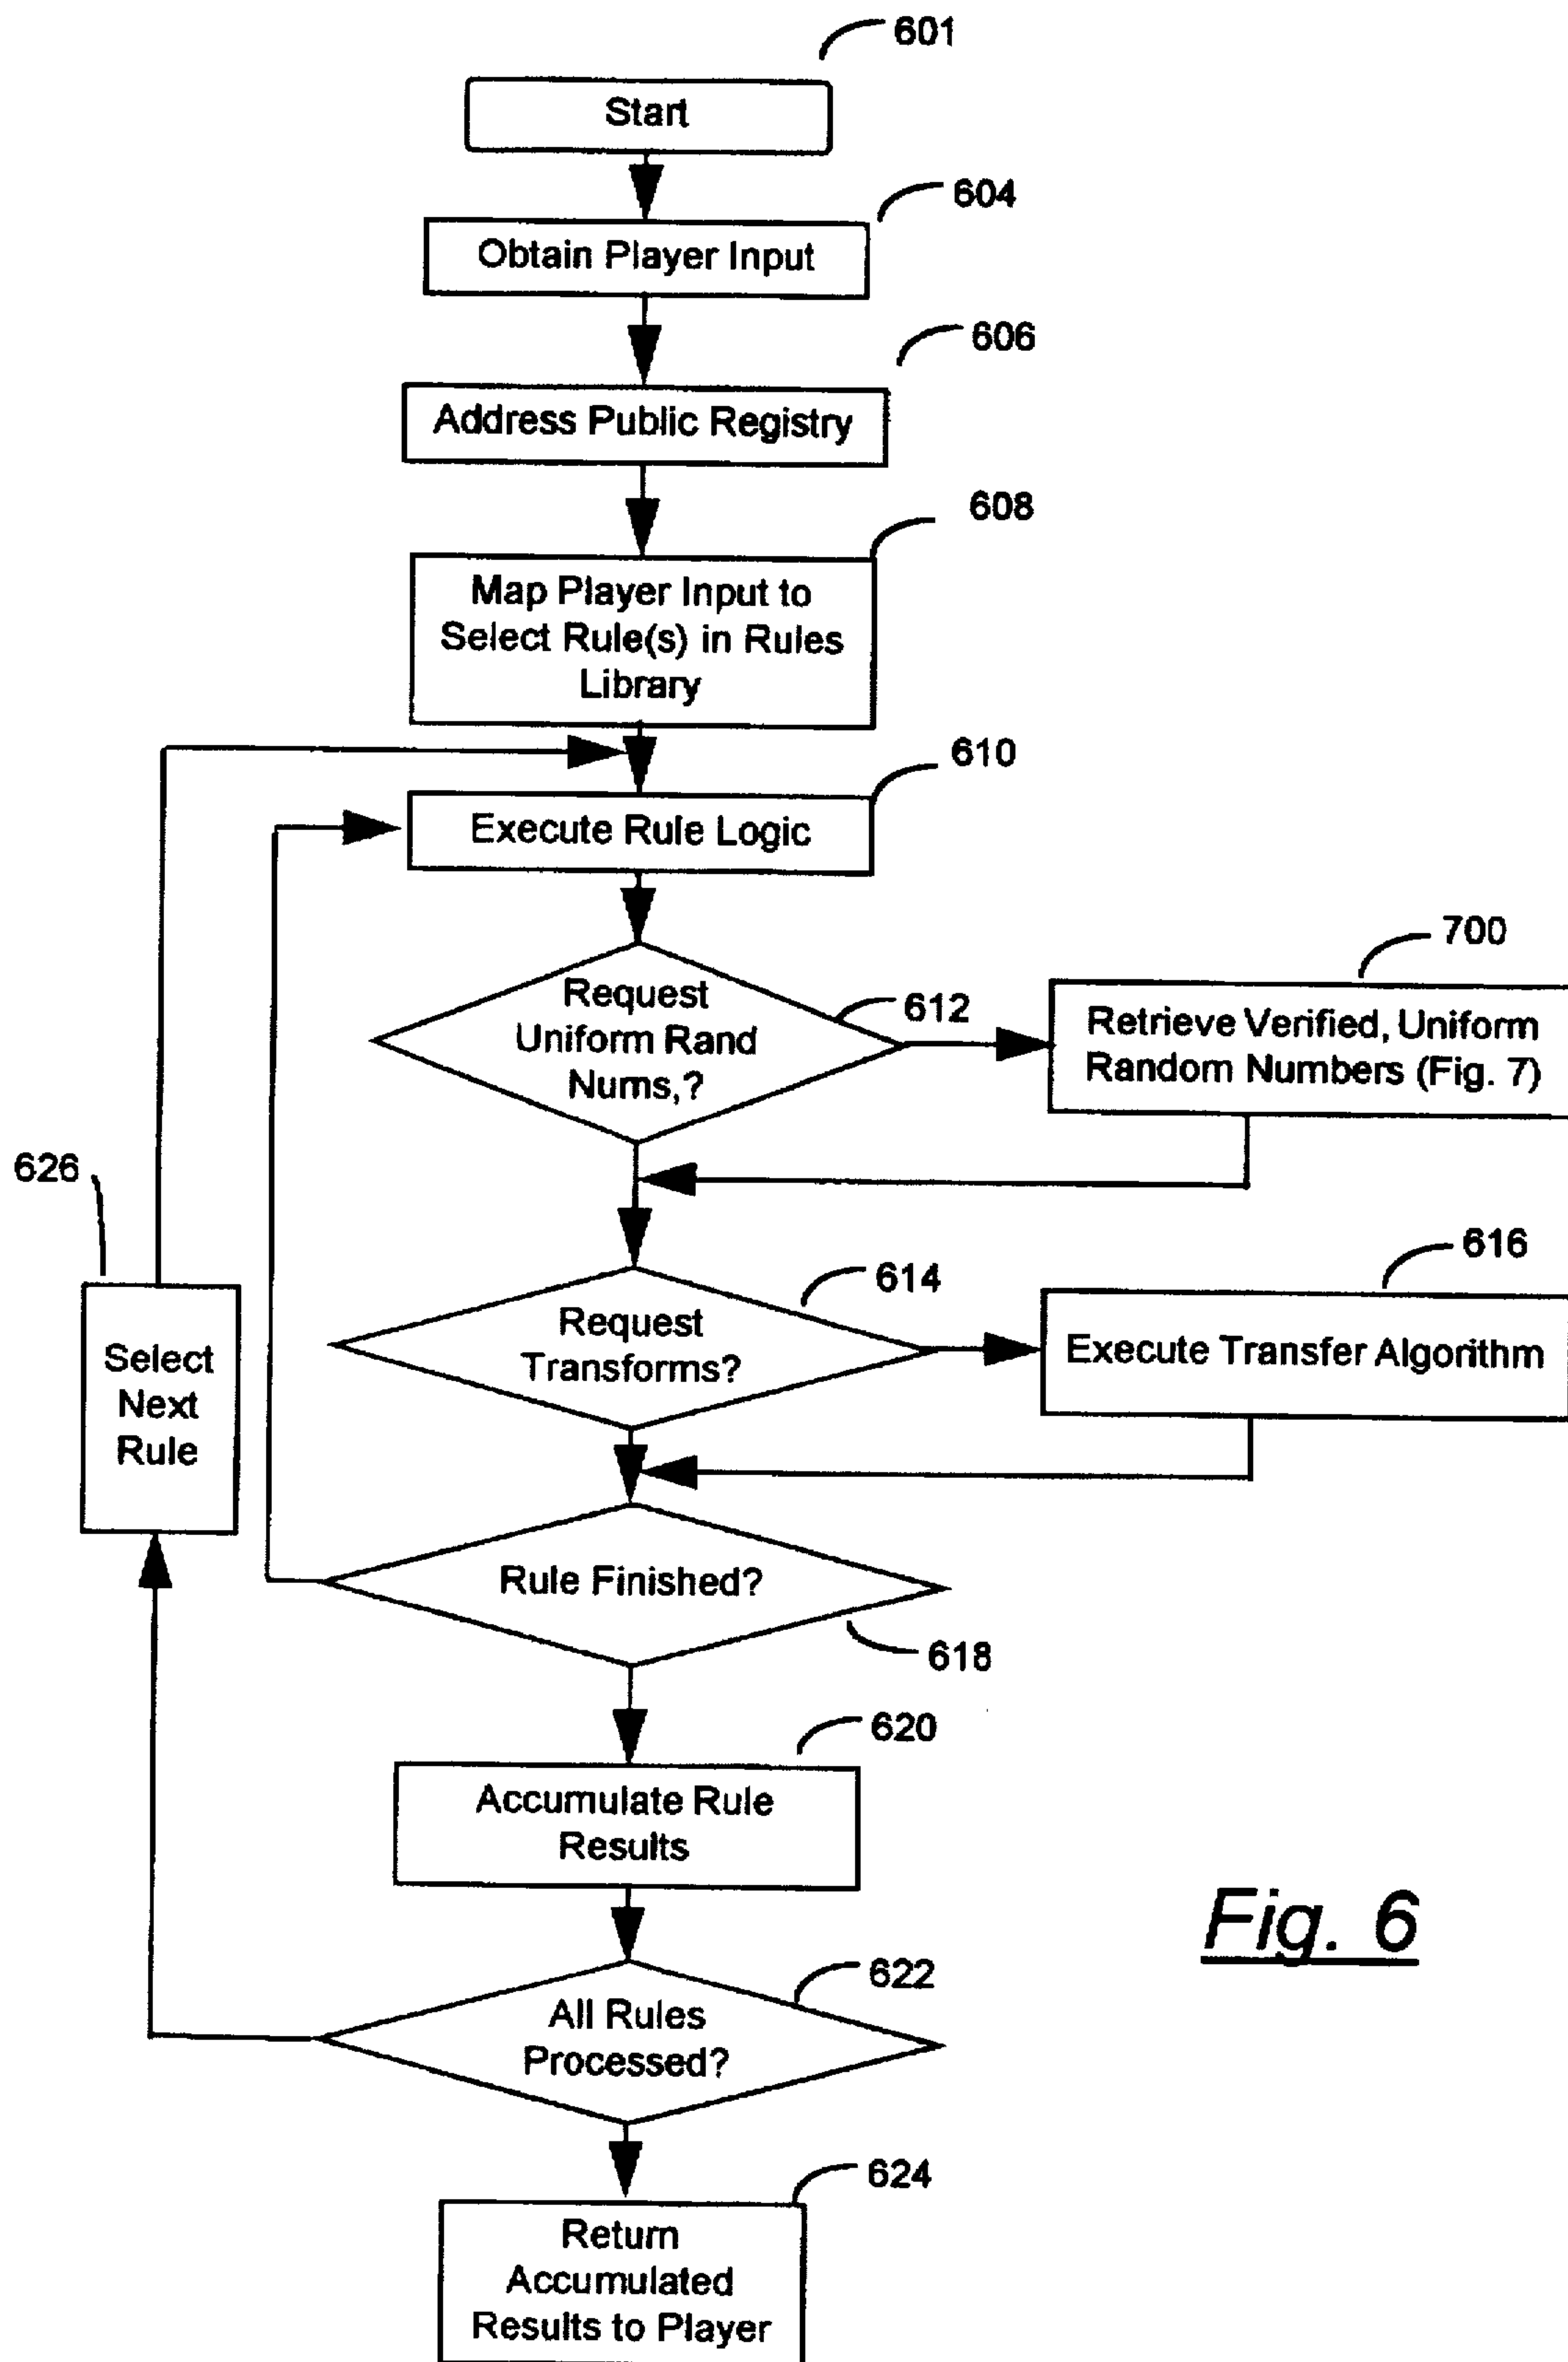 601
Start
604
Obtain Player Input
606
Address Public Registry
608
Map Player Input to
Select Rule(s) in Rules
Library
610
Execute Rule Logic
700
Request
Uniform Rand
Nums,?
612
Retrieve Verified, Uniform
Random Numbers (Fig. 7)
626
616
614
Request
Transforms?
Execute Transfer Algorithm
Select
Next
Rule
Rule Finished?
618
620
Accumulate Rule
Results
Fig. 6
622
All Rules
Processed?
624
Return
Accumulated
Results to Player